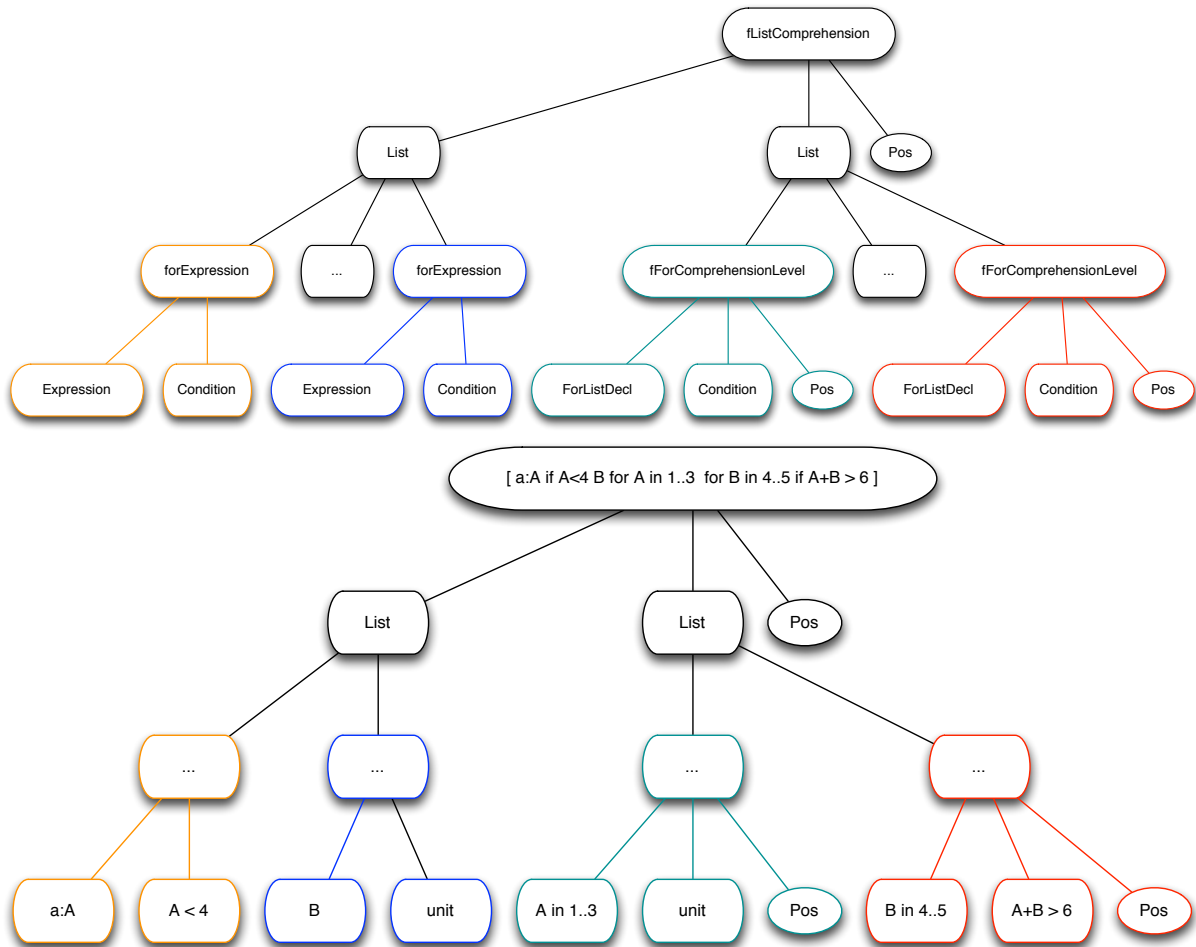 fListComprehension
List
List
Pos
forExpression
...
forExpression
fForComprehensionLevel
...
fForComprehensionLevel
Expression
Condition
Expression
Condition
ForListDecl
Condition
Pos
ForListDecl
Condition
Pos
[ a:A if A<4 B for A in 1..3 for B in 4..5 if A+B > 6 ]
List
List
Pos
...
...
...
...
a:A
A < 4
B
unit
A in 1..3
unit
Pos
B in 4..5
A+B > 6
Pos